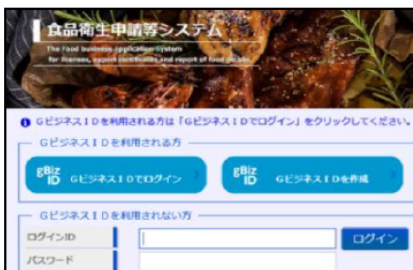 食品衛生申請等システム
The food business application system
for licenses, export certificates and report of food recalls
GビジネスIDを利用される方は「GビジネスIDでログイン」をクリックしてください。
GビジネスIDを利用される方
gBiz ID GビジネスIDでログイン
gBiz ID GビジネスIDを作成
GビジネスIDを利用されない方
ログインID
ログイン
パスワード